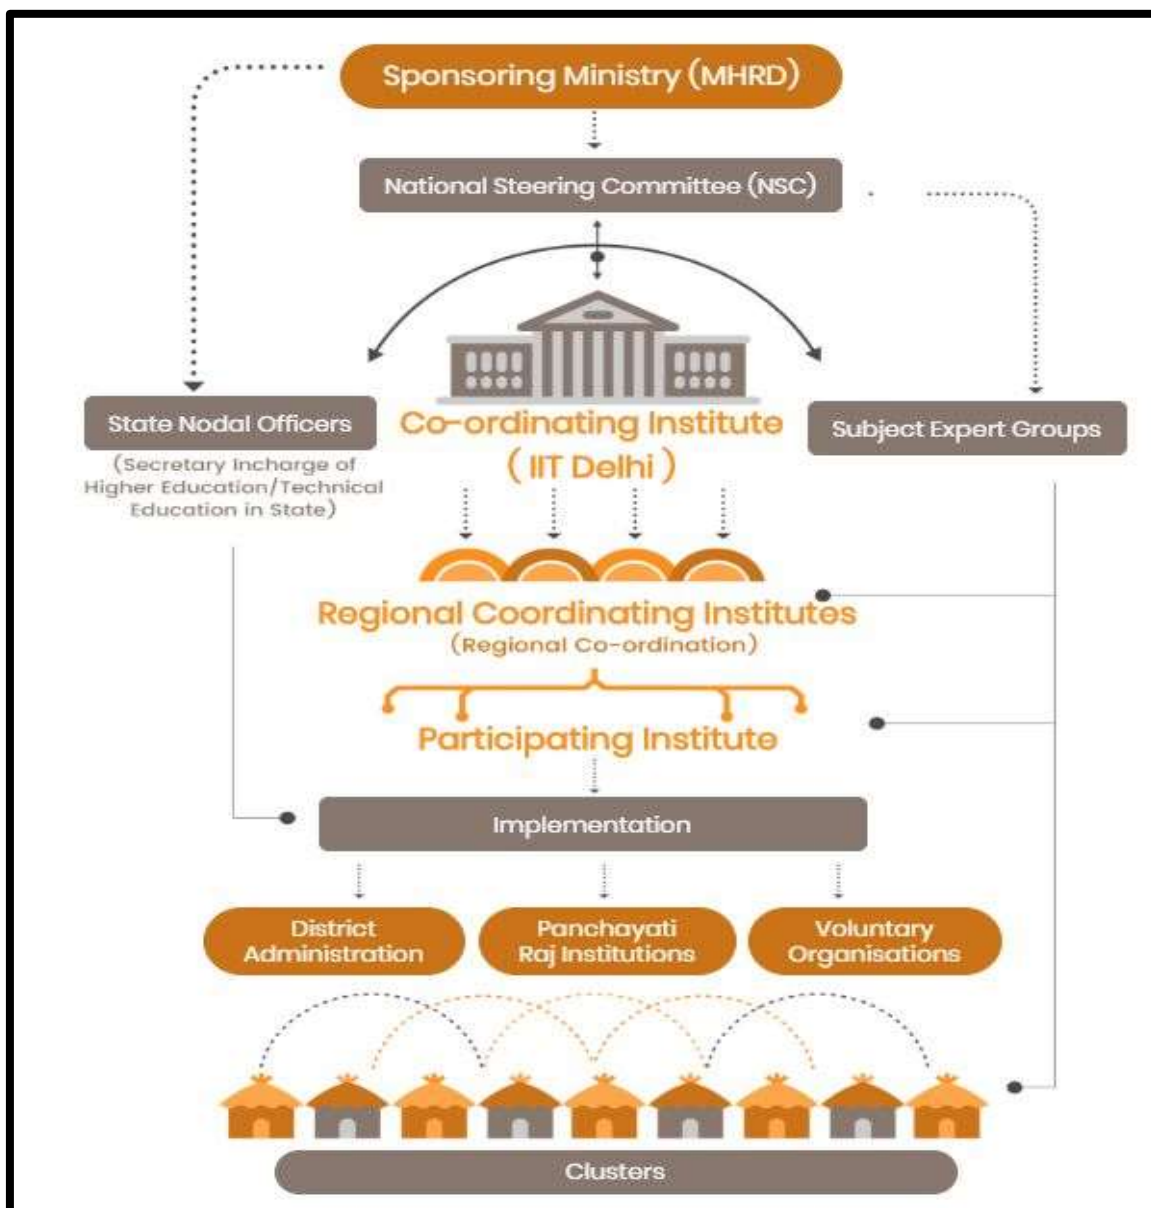 Sponsoring Ministry (MHRD)
National Steering Committee (NSC)
State Nodal Officers
(Secretary Incharge of
Higher Education/Technical
Education in State)
Co-ordinating Institute
( IIT Delhi )
Subject Expert Groups
Regional Coordinating Institutes
(Regional Co-ordination)
Participating Institute
Implementation
District
Administration
Panchayati
Raj Institutions
Voluntary
Organisations
Clusters